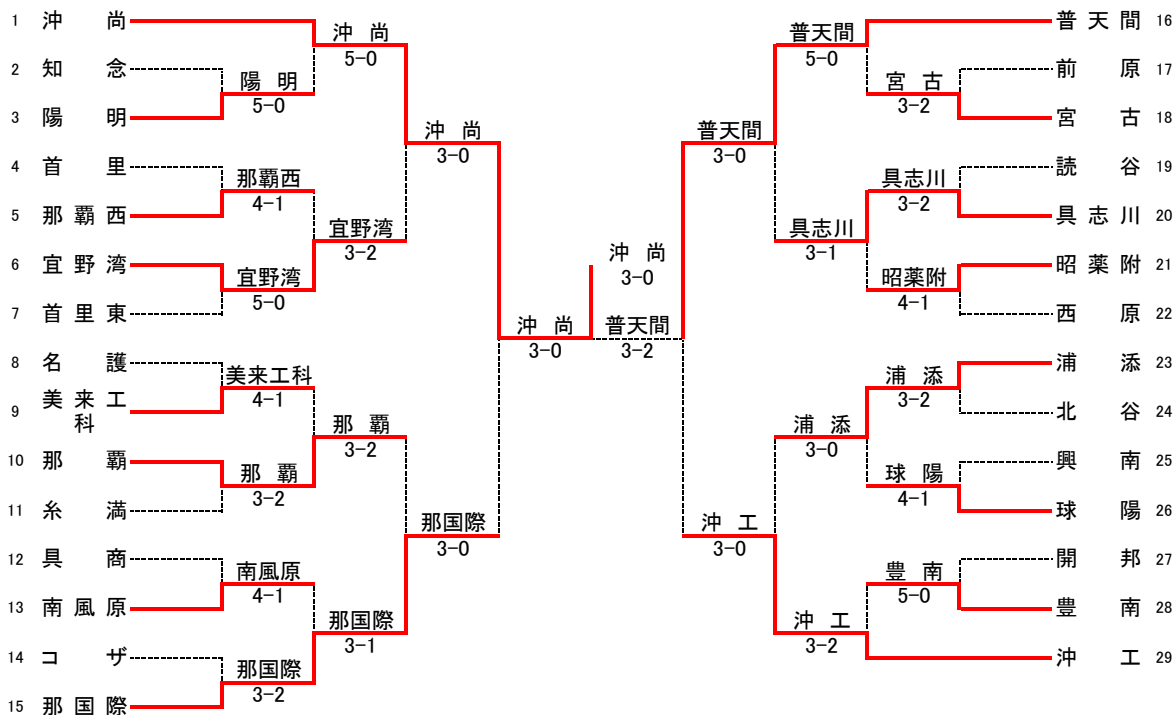 1 沖 尚
2 知 念
3 陽 明
4 首 里
5 那覇西
6 宜野湾
7 首里東
8 名 護
9 美来工科
10 那 覇
11 糸 満
12 具 商
13 南風原
14 コ ザ
15 那国際
陽 明
5-0
那覇西
4-1
宜野湾
5-0
美来工科
4-1
那 覇
3-2
南風原
4-1
那国際
3-2
沖 尚
5-0
宜野湾
3-2
那 覇
3-2
那国際
3-1
沖 尚
3-0
那国際
3-0
沖 尚
3-0
沖 尚
3-0
普天間
3-2
普天間
3-0
沖 工
3-0
普天間
5-0
具志川
3-1
浦 添
3-0
沖 工
3-2
宮 古
3-2
具志川
3-2
昭薬附
4-1
浦 添
3-2
球 陽
4-1
豊 南
5-0
普天間 16
前 原 17
宮 古 18
読 谷 19
具志川 20
昭薬附 21
西 原 22
浦 添 23
北 谷 24
興 南 25
球 陽 26
開 邦 27
豊 南 28
沖 工 29